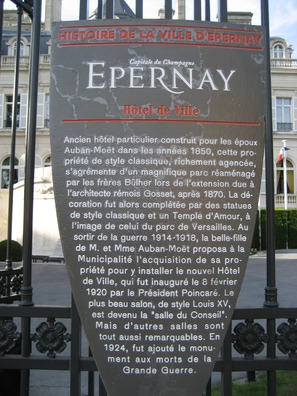 HISTOIRE DE LA VILLE D'EPERNAY
Capitale du Champagne
EPERNAY
Hôtel de Ville
Ancien hôtel particulier construit pour les époux
Auban-Moët dans les années 1850, cette pro-
priété de style classique, richement agencée,
s'agrémente d'un magnifique parc réaménagé
par les frères Bülher lors de l'extension due à
l'architecte rémois Gosset, après 1870. La dé-
coration fut alors complétée par des statues
de style classique et un Temple d'Amour, à
l'image de celui du parc de Versailles. Au
sortir de la guerre 1914-1918, la belle-fille
de M. et Mme Auban-Moët proposa à la
Municipalité l'acquisition de sa pro-
priété pour y installer le nouvel Hôtel
de Ville, qui fut inauguré le 8 février
1920 par le Président Poincaré. Le
plus beau salon, de style Louis XV,
est devenu la "salle du Conseil".
Mais d'autres salles sont
tout aussi remarquables. En
1924, fut ajouté le monu-
ment aux morts de la
Grande Guerre.